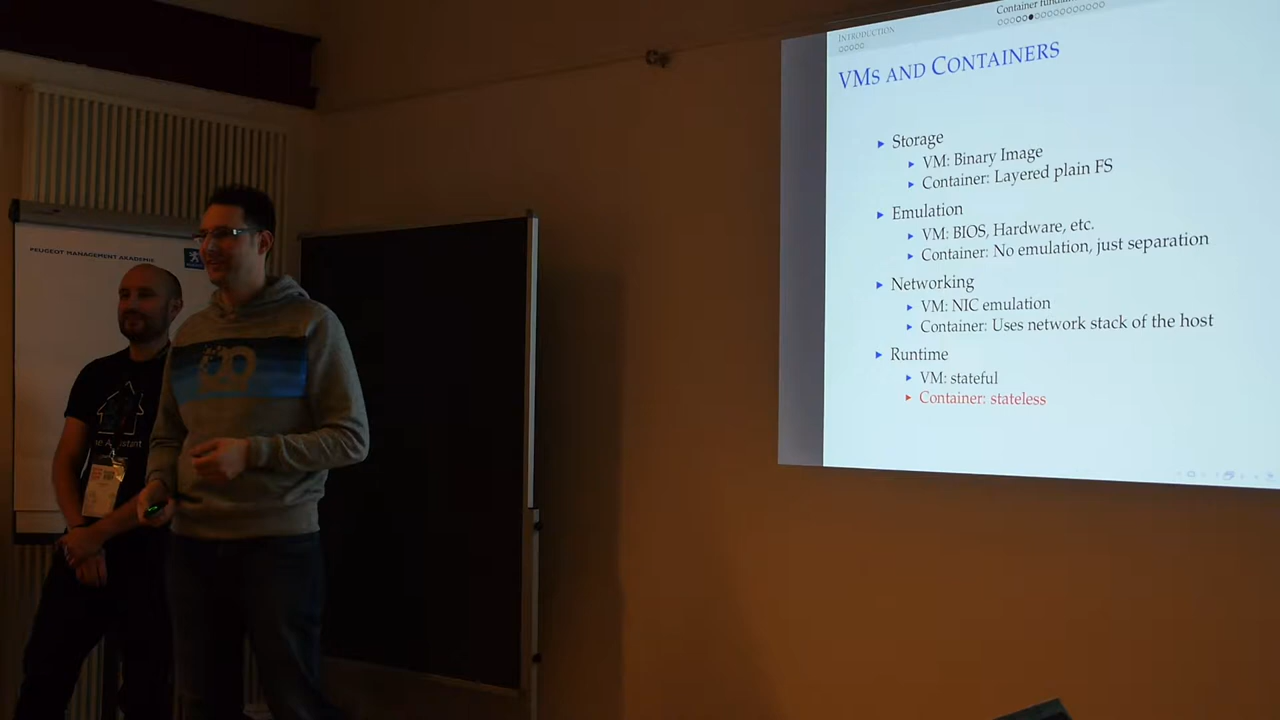 Container
INTRODUCTION
VMS AND CONTAINERS
Storage
VM: Binary Image
Container: Layered plain FS
Emulation
VM: BIOS, Hardware, etc.
Container: No emulation, just separation
Networking
VM: NIC emulation
Container: Uses network stack of the host
Runtime
VM: stateful
Container: stateless
PEUGEOT MANAGEMENT AKADEMIE